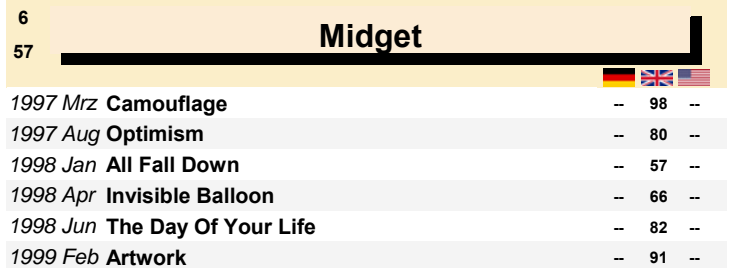 6
57
Midget
1997 Mrz Camouflage -- 98 --
1997 Aug Optimism -- 80 --
1998 Jan All Fall Down -- 57 --
1998 Apr Invisible Balloon -- 66 --
1998 Jun The Day Of Your Life -- 82 --
1999 Feb Artwork -- 91 --